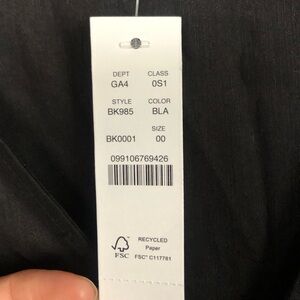 DEPT CLASS
GA4 0S1
STYLE COLOR
BK985 BLA
SIZE
BK0001 00
099106769426
RECYCLED
Paper
FSC
FSC® C117781